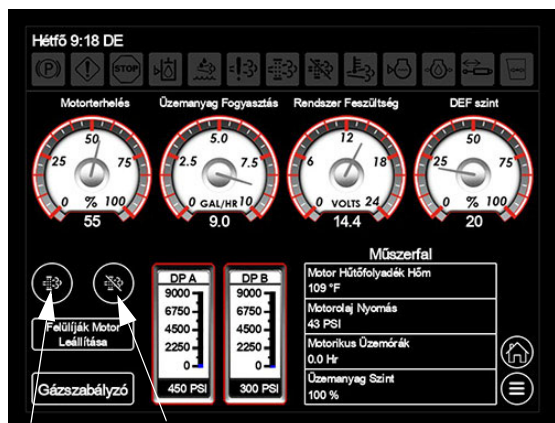 Hétfő 9:18 DE
(P) STOP
Motorterhelés Üzemanyag Fogyasztás Rendszer Feszültség DEF szint
50 5.0 12 50
25 75 2.5 7.5 6 18 25 75
0 % 100 0 GAL/HR 10 0 VOLTS 24 0 % 100
55 9.0 14.4 20
Műszerfal
DP A DP B Motor Hűtőfolyadék Hőm
9000 9000 109 °F
6750 6750 Motorolaj Nyomás
4500 4500 43 PSI
Felülíják Motor
Leállítása
2250 2250 Motorikus Üzemórák
0 0 0.0 Hr
Gázszabályzó 450 PSI 300 PSI Üzemanyag Szint
100 %